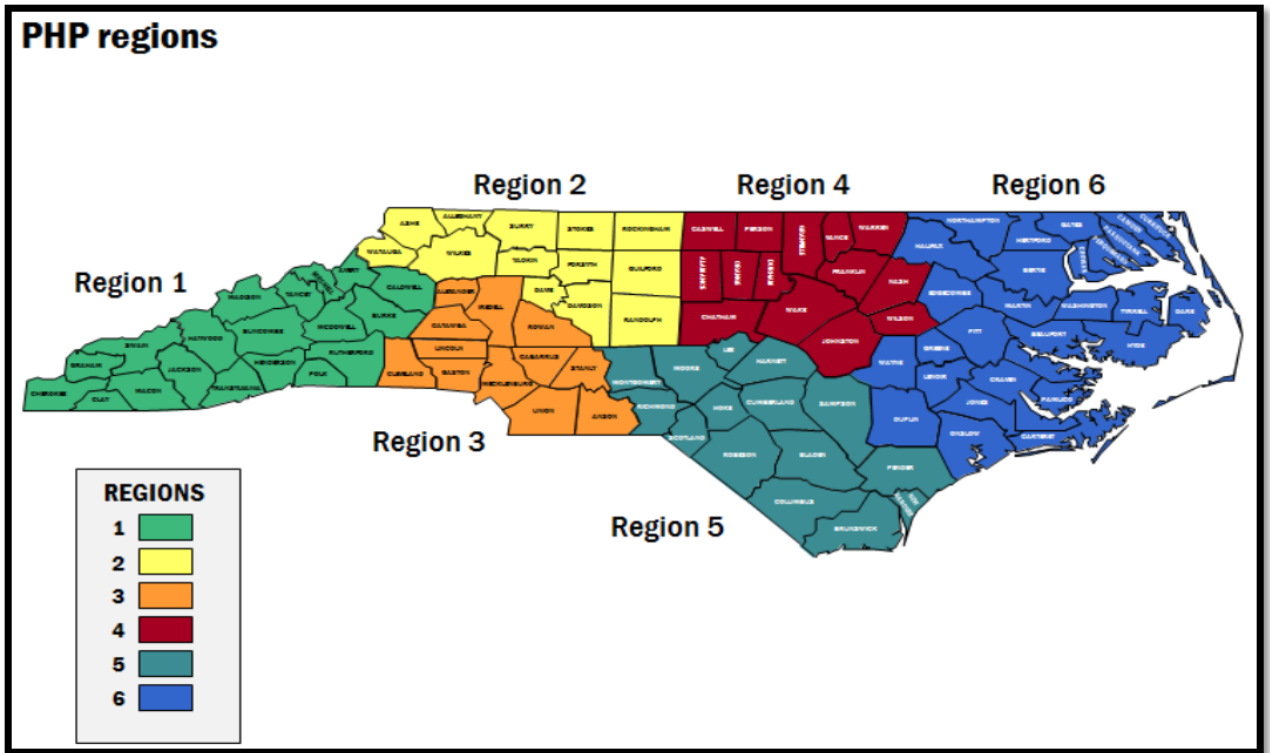 PHP regions
Region 2
Region 4
Region 6
Region 1
Region 3
Region 5
ASHE
ALLEGHANY
SURRY
STOKES
ROCKINGHAM
WATAUGA
WILKES
YADKIN
FORSYTH
GUILFORD
DAVIE
DAVIDSON
RANDOLPH
CASWELL
PERSON
VANCE
WARREN
FRANKLIN
NASH
CHATHAM
WAKE
WILSON
JOHNSTON
NORTHAMPTON
GATES
HALIFAX
HERTFORD
BERTIE
EDGECOMBE
MARTIN
WASHINGTON
TYRRELL
DARE
PITT
BEAUFORT
HYDE
WAYNE
GREENE
LENOIR
CRAVEN
JONES
PAMLICO
DUPLIN
ONSLOW
CARTERET
AVERY
MADISON
YANCEY
CALDWELL
BURKE
MCDOWELL
BUNCOMBE
HAYWOOD
SWAIN
GRAHAM
JACKSON
HENDERSON
RUTHERFORD
POLK
TRANSYLVANIA
CHEROKEE
CLAY
MACON
ALEXANDER
IREDELL
CATAWBA
ROWAN
LINCOLN
CABARRUS
STANLY
CLEVELAND
GASTON
MECKLENBURG
UNION
ANSON
LEE
HARNETT
MOORE
MONTGOMERY
RICHMOND
HOKE
CUMBERLAND
SAMPSON
SCOTLAND
ROBESON
BLADEN
PENDER
COLUMBUS
BRUNSWICK
REGIONS
1
2
3
4
5
6